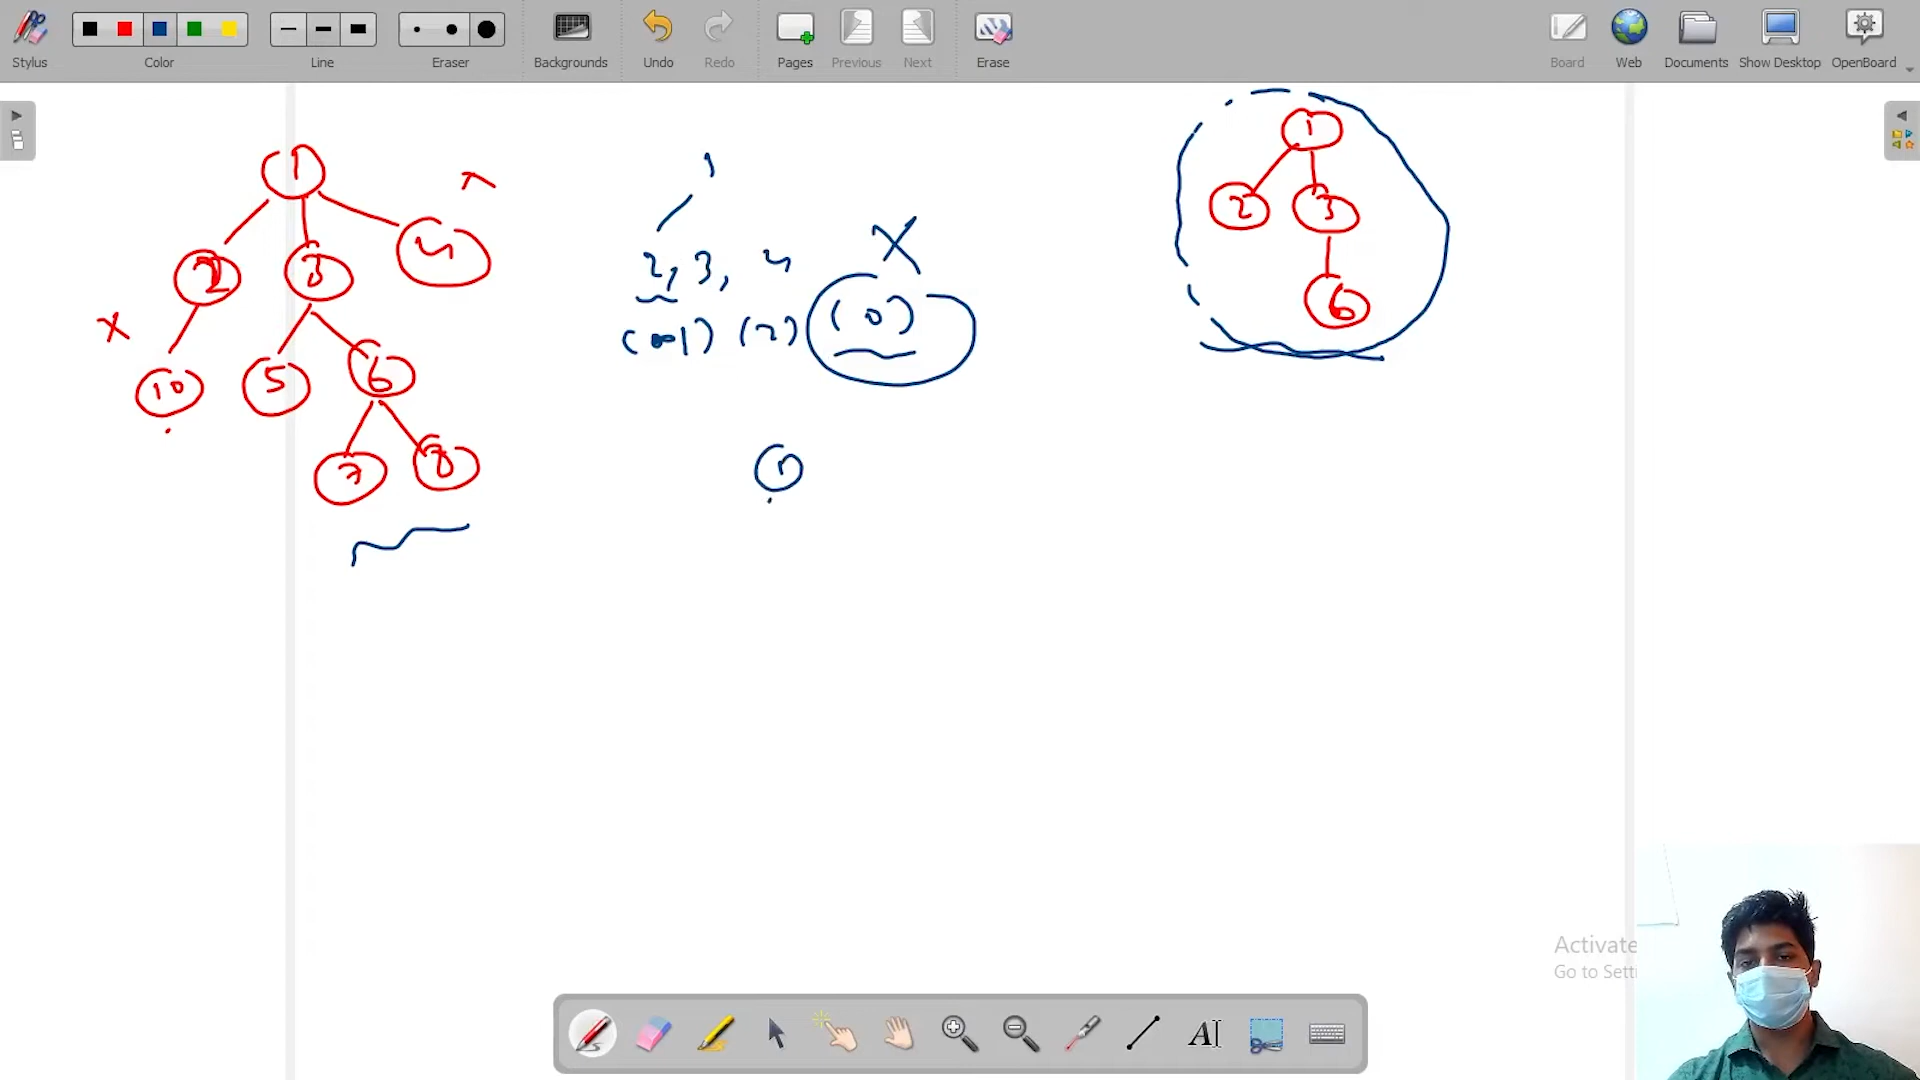 Stylus
Color
Line
Eraser
Backgrounds
Undo
Redo
Pages
Previous
Next
Erase
Board
Web
Documents
Show Desktop
OpenBoard
1
2 3 4
10 5 6
7 8
1
2, 3, 4
X
(1) (2) (0)
1
2 3
6
X
Activate
Go to Sett